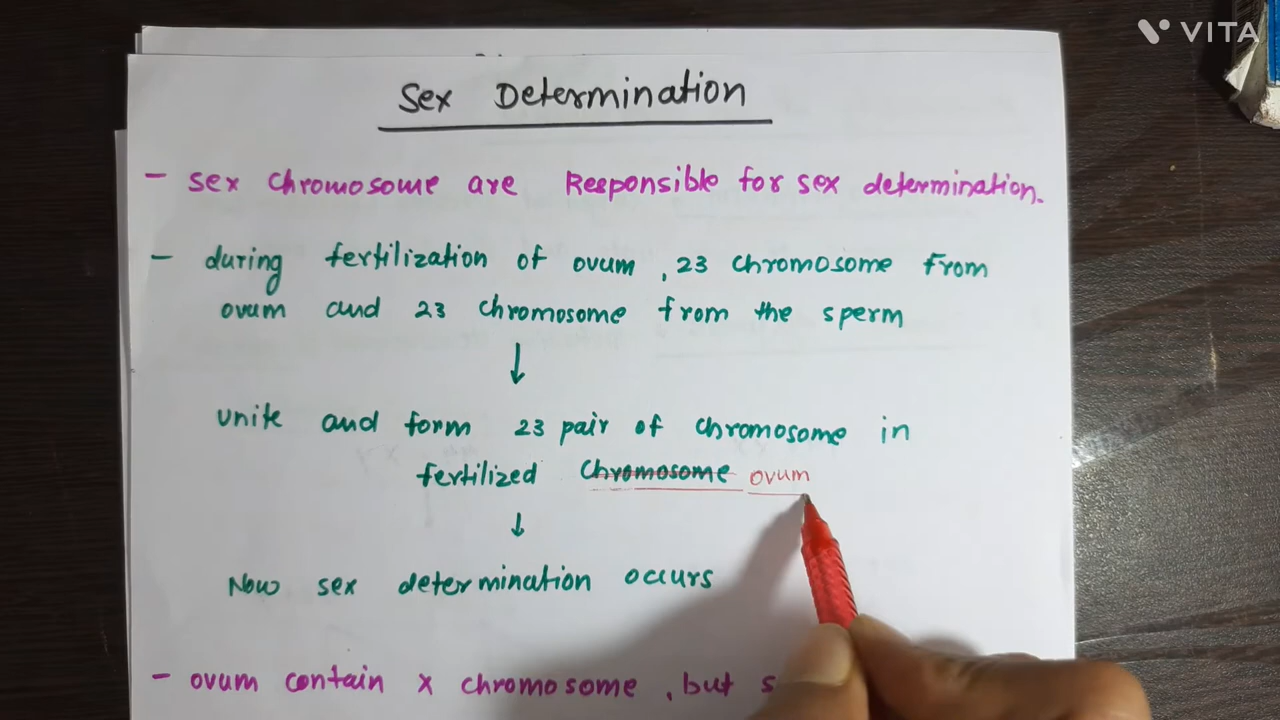 VITA
Sex Determination
- sex chromosome are Responsible for sex determination.
- during fertilization of ovum, 23 chromosome from
ovum and 23 chromosome from the sperm
↓
unite and form 23 pair of chromosome in
fertilized Chromosome ovum
↓
Now sex determination occurs
- ovum contain x chromosome, but s